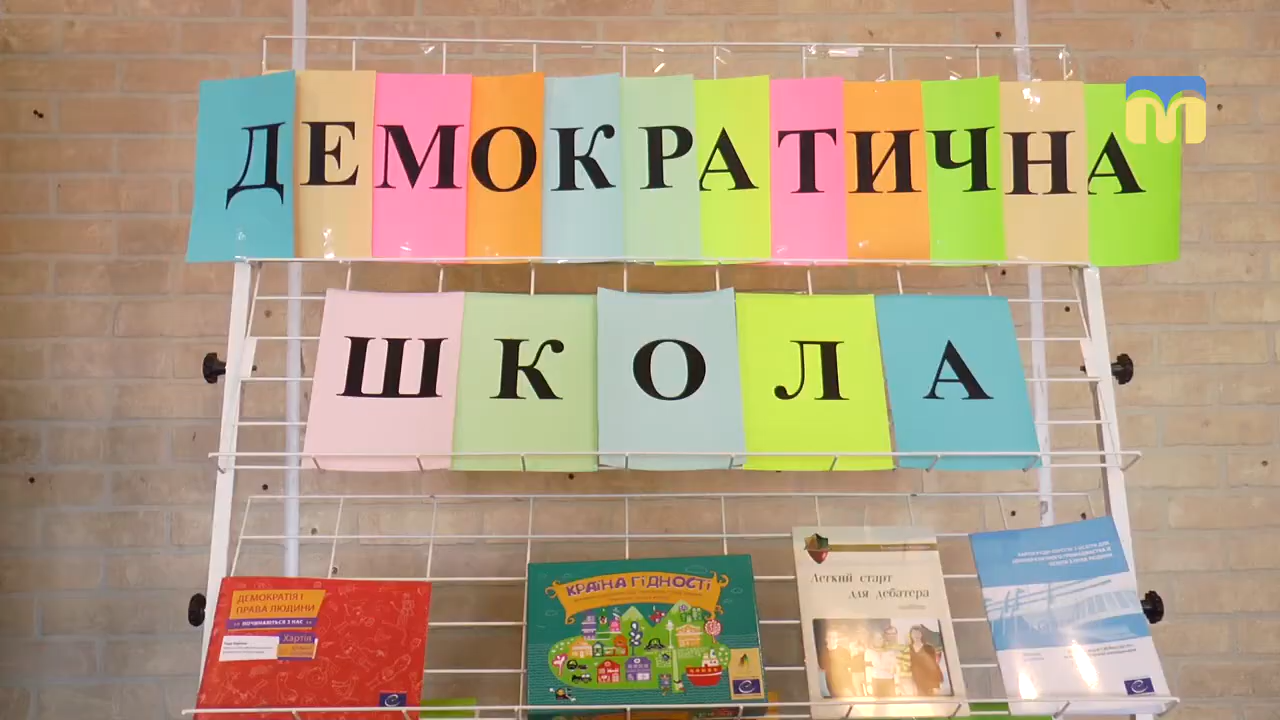 ДЕМОКРАТИЧНА
ШКОЛА
ДЕМОКРАТІЯ І
ПРАВА ЛЮДИНИ
ПОЧИНАЮТЬСЯ З НАС
Хартія
КРАЇНА ГІДНОСТІ
Легкий старт
для дебатера